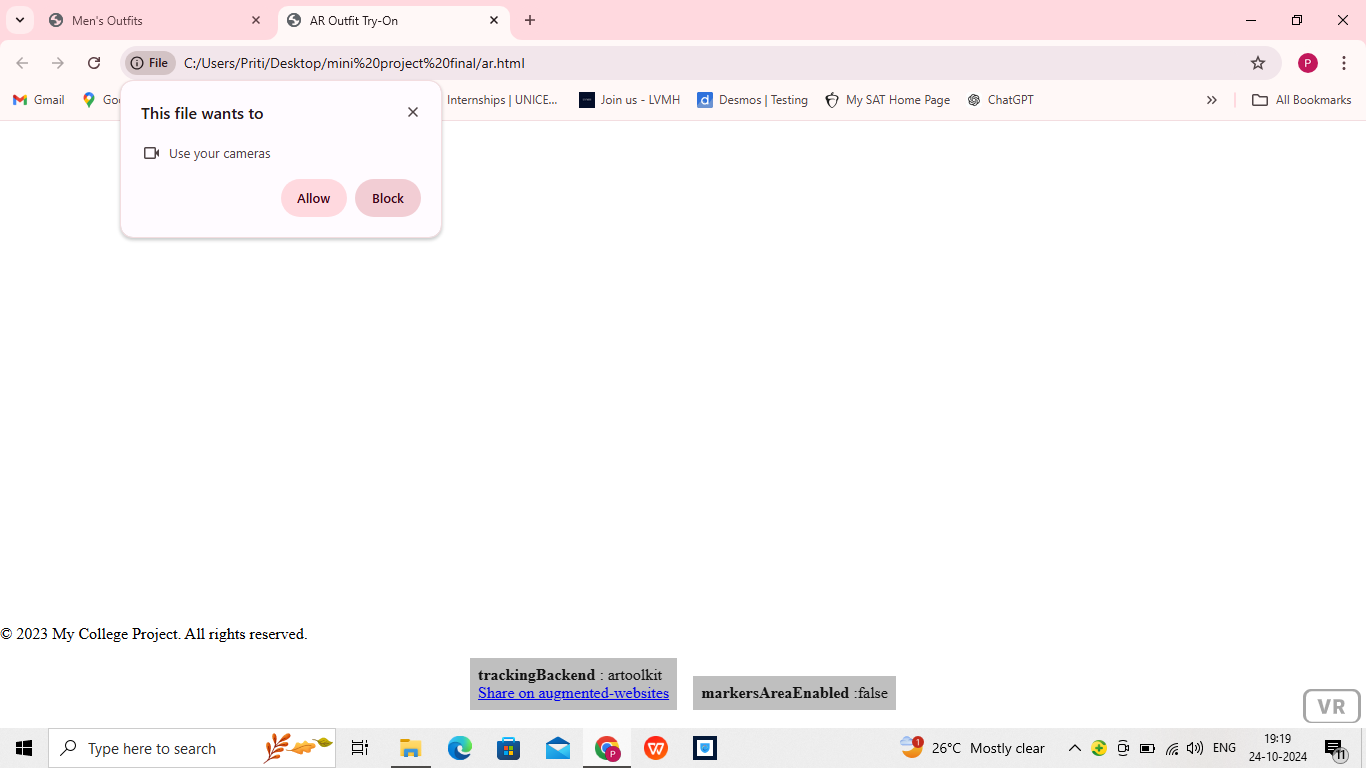 Men's Outfits
AR Outfit Try-On
File
C:/Users/Priti/Desktop/mini%20project%20final/ar.html
P
Gmail
Goo
Internships | UNICE...
Join us - LVMH
Desmos | Testing
My SAT Home Page
ChatGPT
All Bookmarks
This file wants to
Use your cameras
Allow
Block
© 2023 My College Project. All rights reserved.
trackingBackend : artoolkit
Share on augmented-websites
markersAreaEnabled :false
VR
Type here to search
1
26°C Mostly clear
ENG
19:19
24-10-2024
11